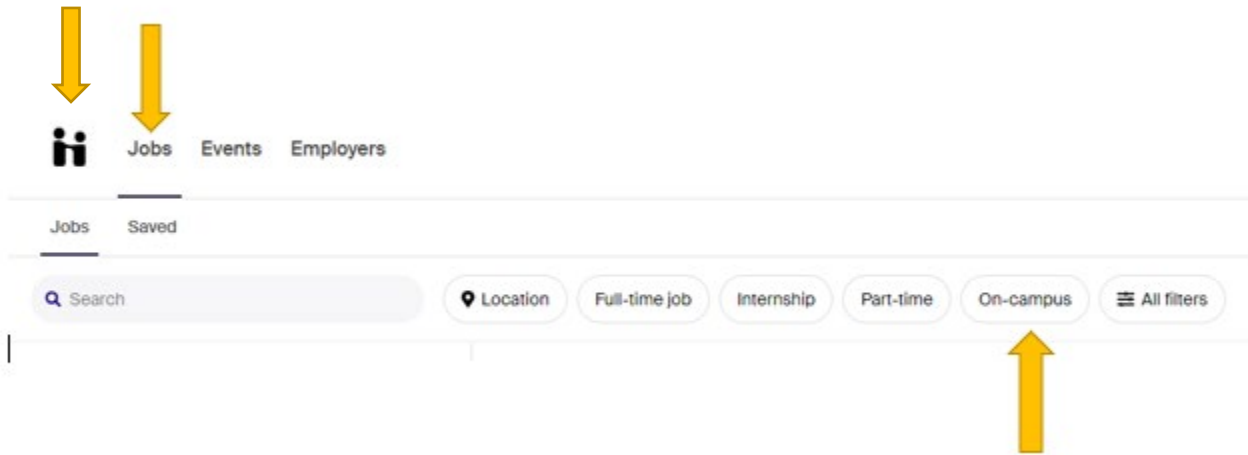 Jobs Events Employers
Jobs Saved
Search Location Full-time job Internship Part-time On-campus All filters